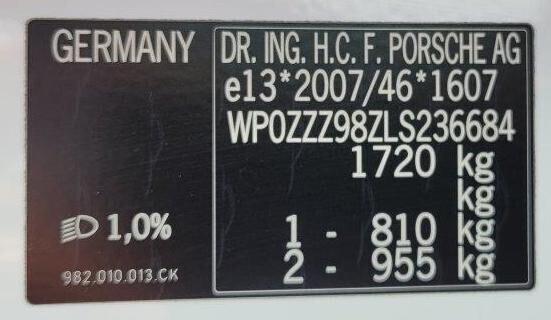 GERMANY
DR. ING. H.C. F. PORSCHE AG
e13*2007/46*1607
WP0ZZZ98ZLS236684
1720 kg
kg
1 - 810 kg
2 - 955 kg
1,0%
982.010.013.CK